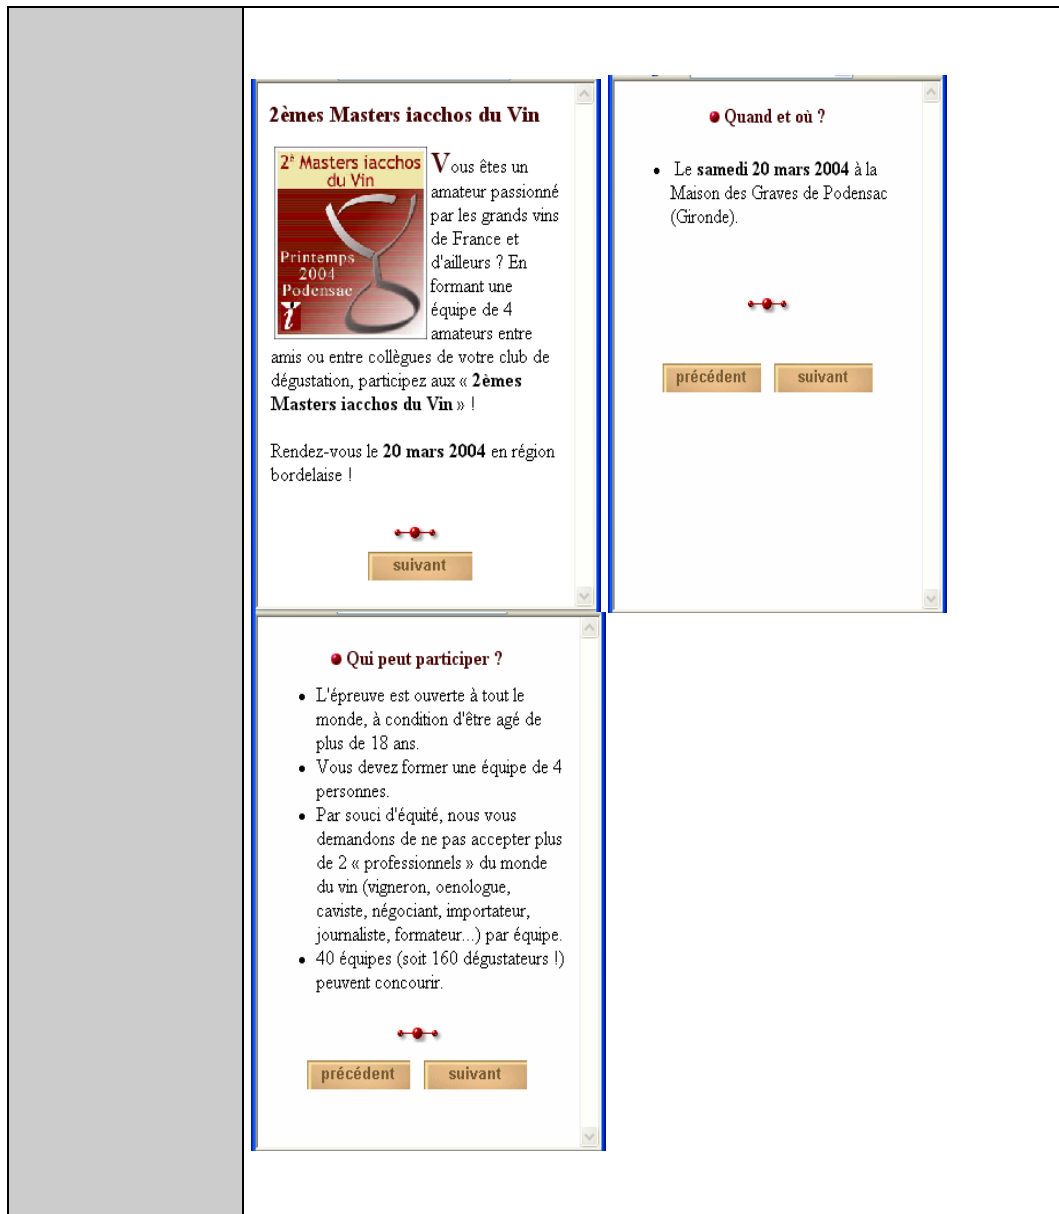 2èmes Masters iacchos du Vin
2è Masters iacchos
du Vin
Printemps
2004
Podensac
Vous êtes un
amateur passionné
par les grands vins
de France et
d'ailleurs ? En
formant une
équipe de 4
amateurs entre
amis ou entre collègues de votre club de
dégustation, participez aux « 2èmes
Masters iacchos du Vin » !
Rendez-vous le 20 mars 2004 en région
bordelaise !
suivant
Quand et où ?
• Le samedi 20 mars 2004 à la
Maison des Graves de Podensac
(Gironde).
précédent suivant
Qui peut participer ?
• L'épreuve est ouverte à tout le
monde, à condition d'être agé de
plus de 18 ans.
• Vous devez former une équipe de 4
personnes.
• Par souci d'équité, nous vous
demandons de ne pas accepter plus
de 2 « professionnels » du monde
du vin (vigneron, oenologue,
caviste, négociant, importateur,
journaliste, formateur...) par équipe.
• 40 équipes (soit 160 dégustateurs !)
peuvent concourir.
précédent suivant